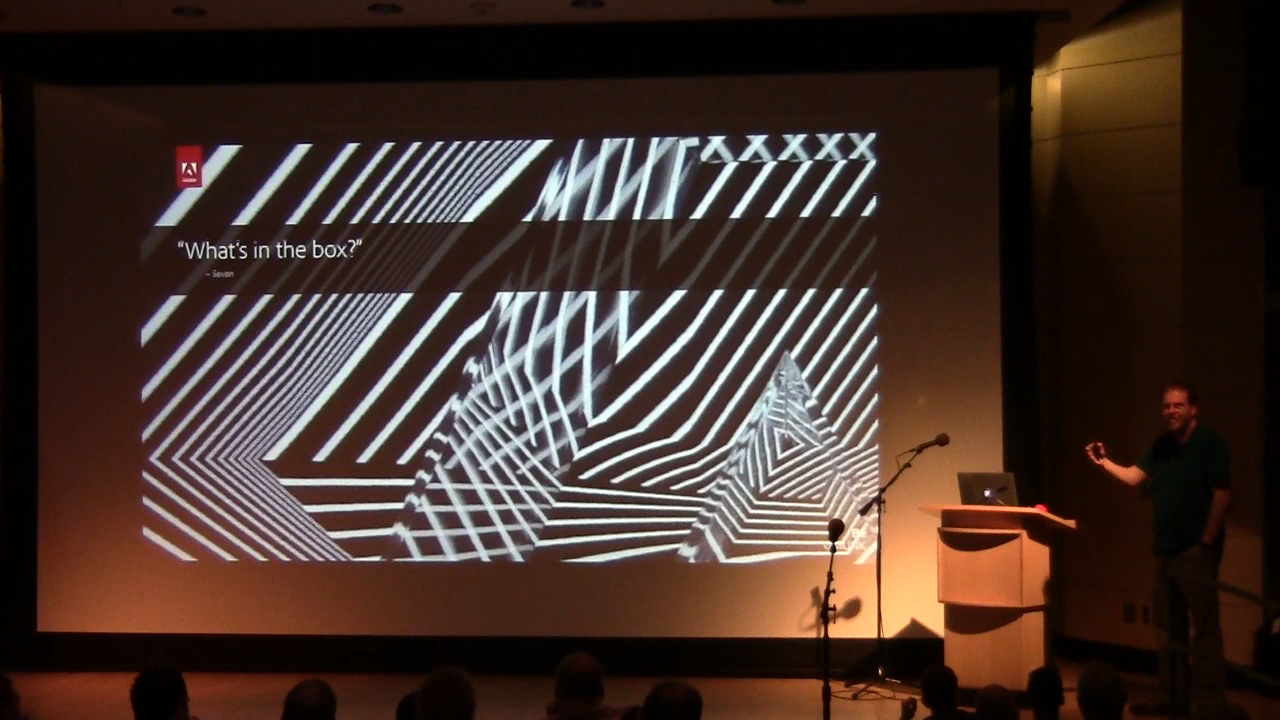 “What's in the box?”
– Seven